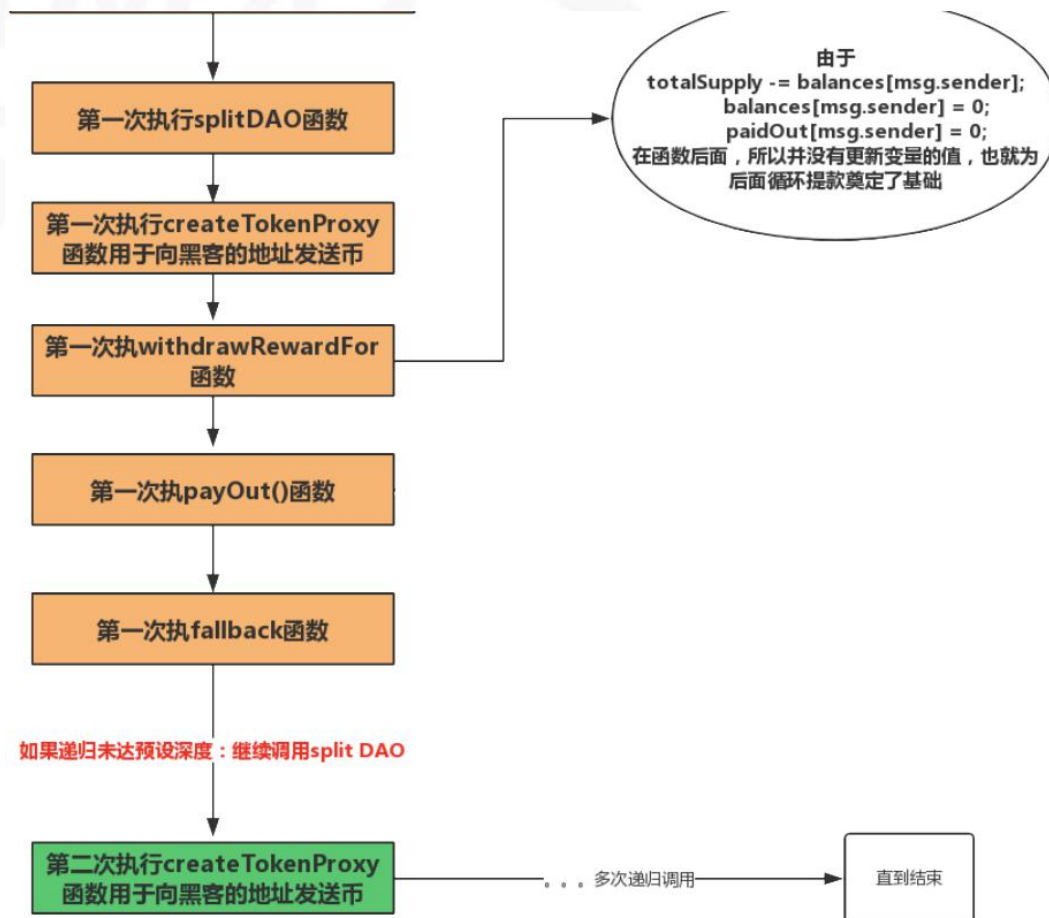 由于
totalSupply -= balances[msg.sender];
balances[msg.sender] = 0;
paidOut[msg.sender] = 0;
在函数后面，所以并没有更新变量的值，也就为
后面循环提款奠定了基础
第一次执行splitDAO函数
第一次执行createTokenProxy
函数用于向黑客的地址发送币
第一次执withdrawRewardFor
函数
第一次执payOut()函数
第一次执fallback函数
如果递归未达预设深度：继续调用split DAO
第二次执行createTokenProxy
函数用于向黑客的地址发送币
。。。多次递归调用
直到结束